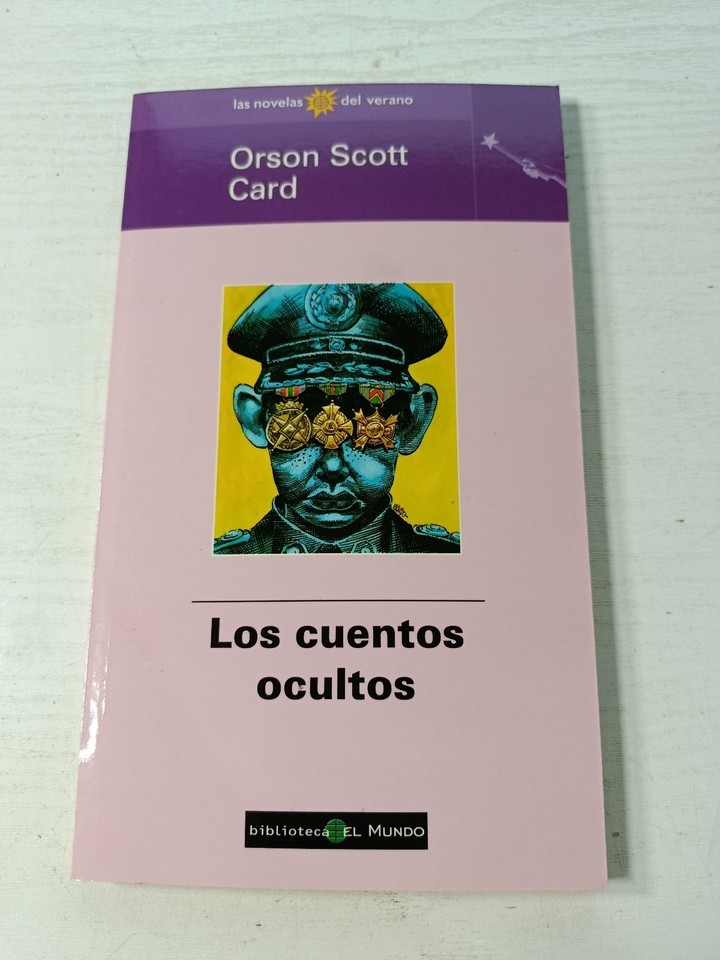 las novelas del verano
Orson Scott
Card
Los cuentos
ocultos
biblioteca EL MUNDO